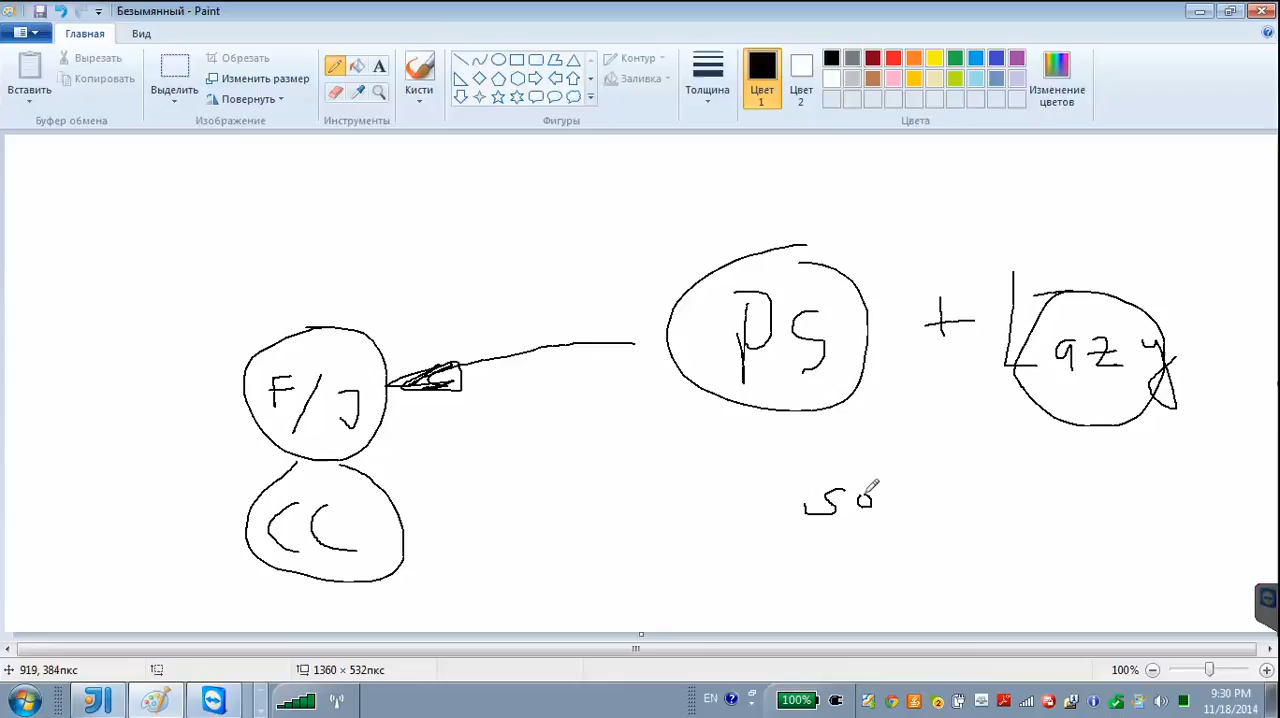 Безымянный - Paint
Главная Вид
Вставить
Вырезать
Копировать
Буфер обмена
Выделить
Обрезать
Изменить размер
Повернуть
Изображение
A
Инструменты
Кисти
Контур
Заливка
Фигуры
Толщина
Цвет 1
Цвет 2
Изменение цветов
Цвета
PS + Lazy
F/J
CC
so
919, 384пкс
1360 × 532пкс
100%
EN
100%
9:30 PM
11/18/2014